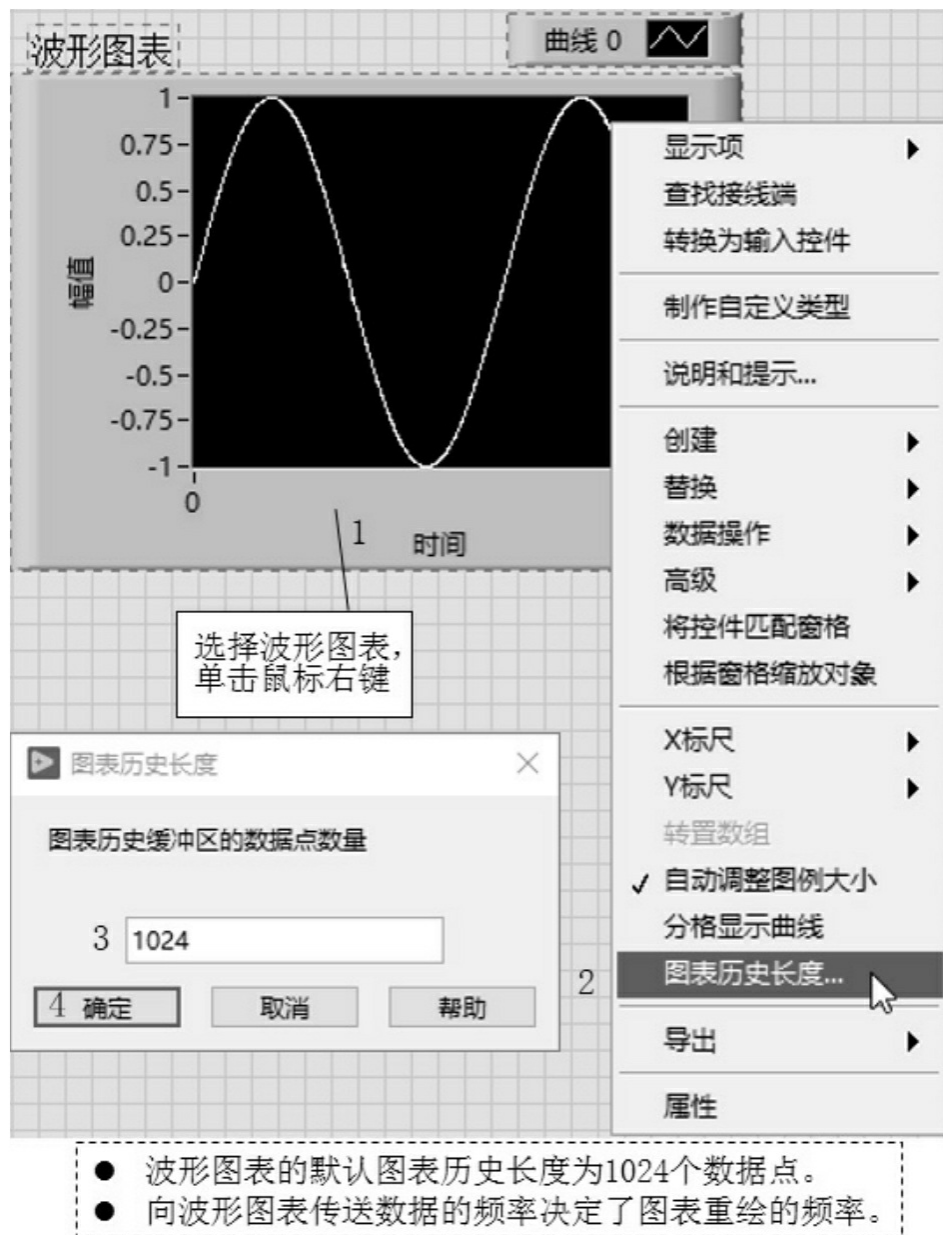 波形图表
曲线 0
1
0.75
0.5
0.25
0
-0.25
-0.5
-0.75
-1
幅值
0
时间
1
选择波形图表，
单击鼠标右键
显示项
查找接线端
转换为输入控件
制作自定义类型
说明和提示...
创建
替换
数据操作
高级
将控件匹配窗格
根据窗格缩放对象
X标尺
Y标尺
转置数组
自动调整图例大小
分格显示曲线
2 图表历史长度...
导出
属性
图表历史长度
图表历史缓冲区的数据点数量
3 1024
4 确定 取消 帮助
● 波形图表的默认图表历史长度为1024个数据点。
● 向波形图表传送数据的频率决定了图表重绘的频率。